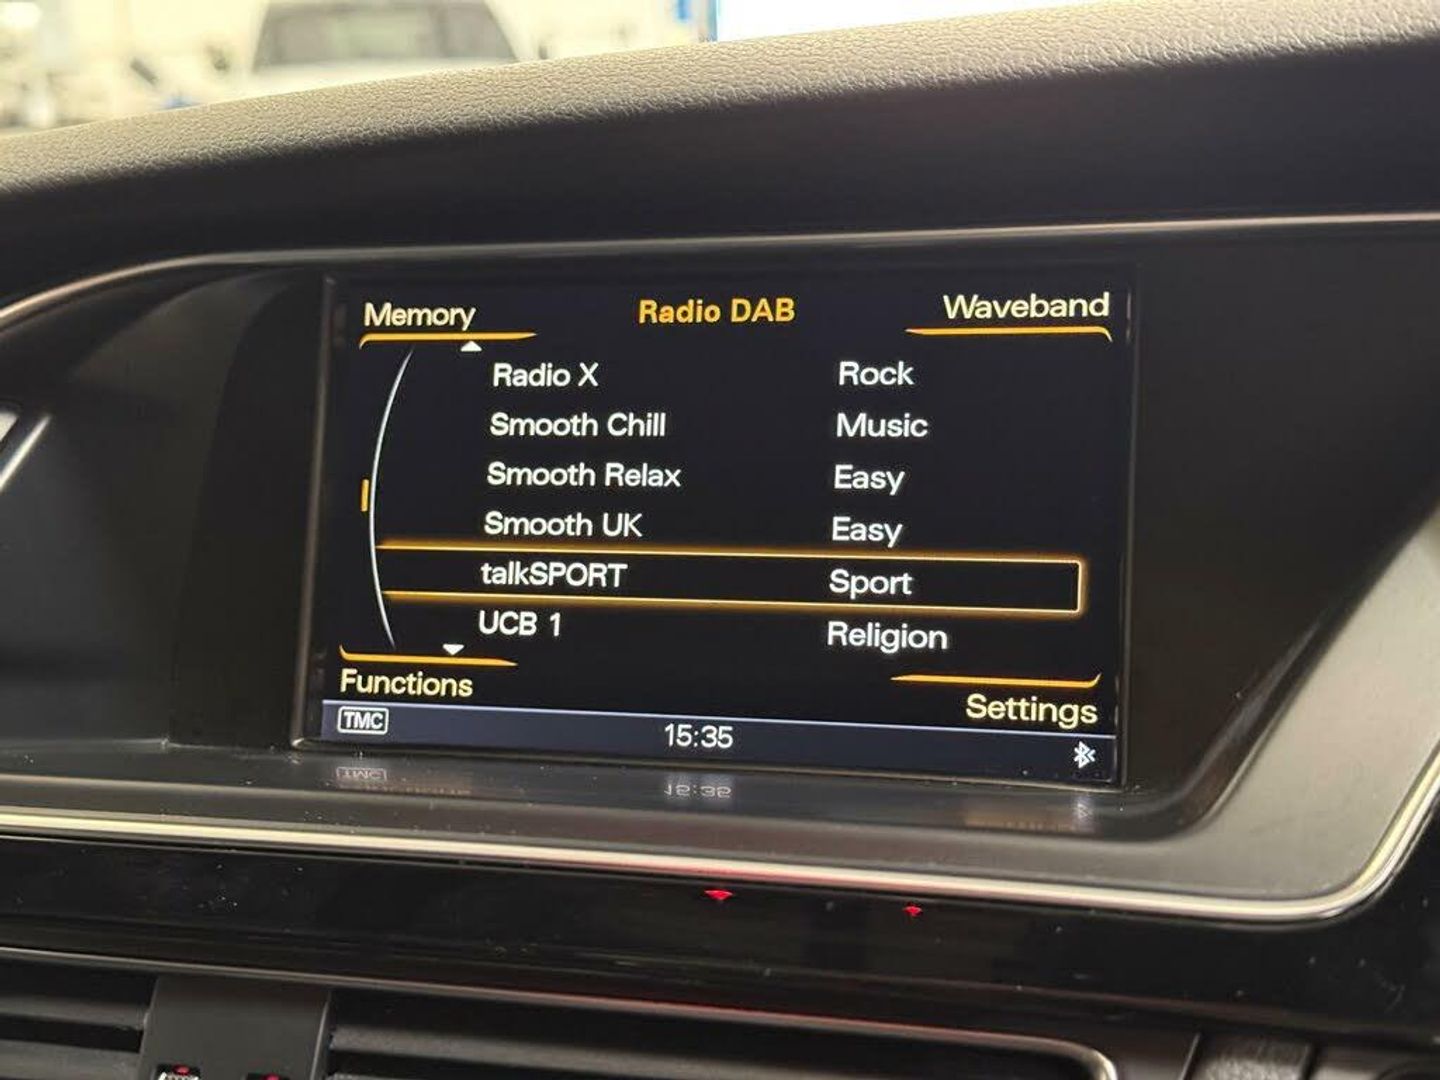 Memory Radio DAB Waveband
Radio X Rock
Smooth Chill Music
Smooth Relax Easy
Smooth UK Easy
talkSPORT Sport
UCB 1 Religion
Functions Settings
TMC 15:35